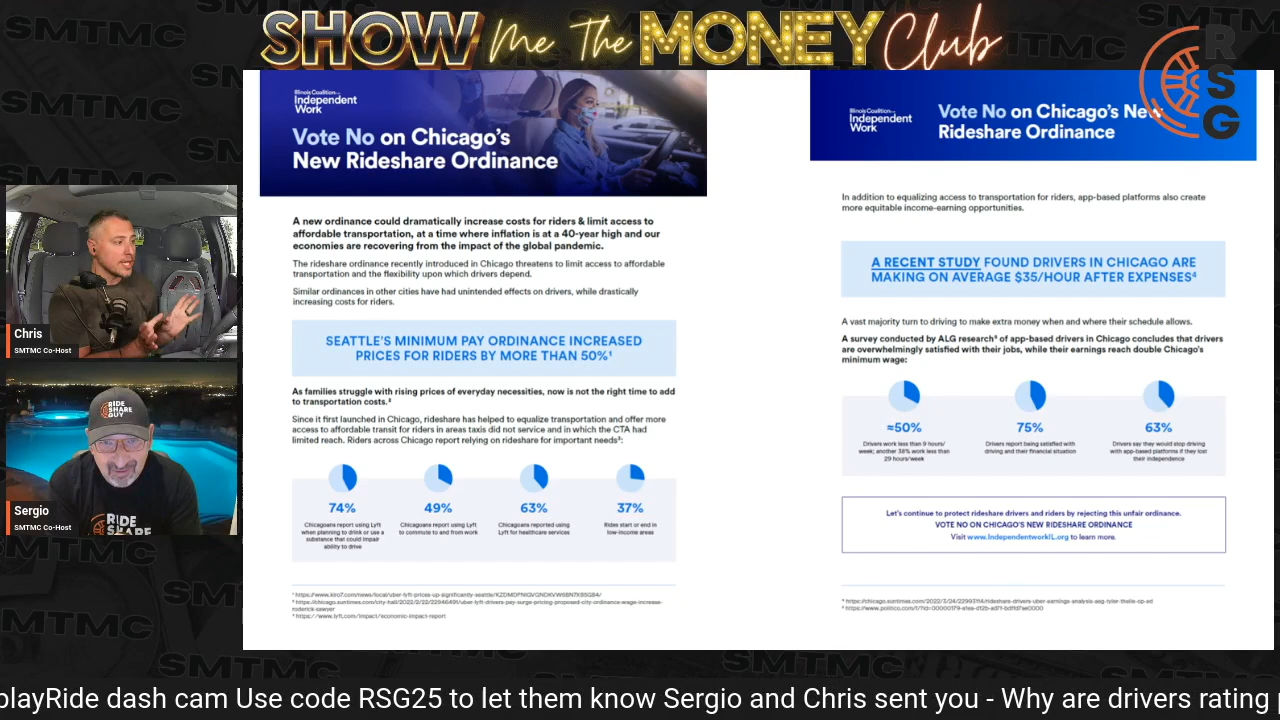 SHOW Me The MONEY Club
RSG
Illinois Coalition for
Independent
Work
Vote No on Chicago's
New Rideshare Ordinance
A new ordinance could dramatically increase costs for riders & limit access to
affordable transportation, at a time where inflation is at a 40-year high and our
economies are recovering from the impact of the global pandemic.
The rideshare ordinance recently introduced in Chicago threatens to limit access to affordable
transportation and the flexibility upon which drivers depend.
Similar ordinances in other cities have had unintended effects on drivers, while drastically
increasing costs for riders.
SEATTLE'S MINIMUM PAY ORDINANCE INCREASED
PRICES FOR RIDERS BY MORE THAN 50%¹
As families struggle with rising prices of everyday necessities, now is not the right time to add
to transportation costs.²
Since it first launched in Chicago, rideshare has helped to equalize transportation and offer more
access to affordable transit for riders in areas taxis did not service and in which the CTA had
limited reach. Riders across Chicago report relying on rideshare for important needs³:
74%
Chicagoans report using Lyft
when planning to drink or use a
substance that could impair
ability to drive
49%
Chicagoans report using Lyft
to commute to and from work
63%
Chicagoans reported using
Lyft for healthcare services
37%
Rides start or end in
low-income areas
Illinois Coalition for
Independent
Work
Vote No on Chicago's New
Rideshare Ordinance
In addition to equalizing access to transportation for riders, app-based platforms also create
more equitable income-earning opportunities.
A RECENT STUDY FOUND DRIVERS IN CHICAGO ARE
MAKING ON AVERAGE $35/HOUR AFTER EXPENSES⁴
A vast majority turn to driving to make extra money when and where their schedule allows.
A survey conducted by ALG research⁵ of app-based drivers in Chicago concludes that drivers
are overwhelmingly satisfied with their jobs, while their earnings reach double Chicago's
minimum wage:
≈50%
Drivers work less than 9 hours/
week; another 38% work less than
29 hours/week
75%
Drivers report being satisfied with
driving and their financial situation
63%
Drivers say they would stop driving
with app-based platforms if they lost
their independence
Let's continue to protect rideshare drivers and riders by rejecting this unfair ordinance.
VOTE NO ON CHICAGO'S NEW RIDESHARE ORDINANCE
Visit www.IndependentworkIL.org to learn more.
Chris
SMTMC Co-Host
RIDE
SHARE
GUY
Sergio
SMTMC Co-Host
RIDE
playRide dash cam Use code RSG25 to let them know Sergio and Chris sent you - Why are drivers rating